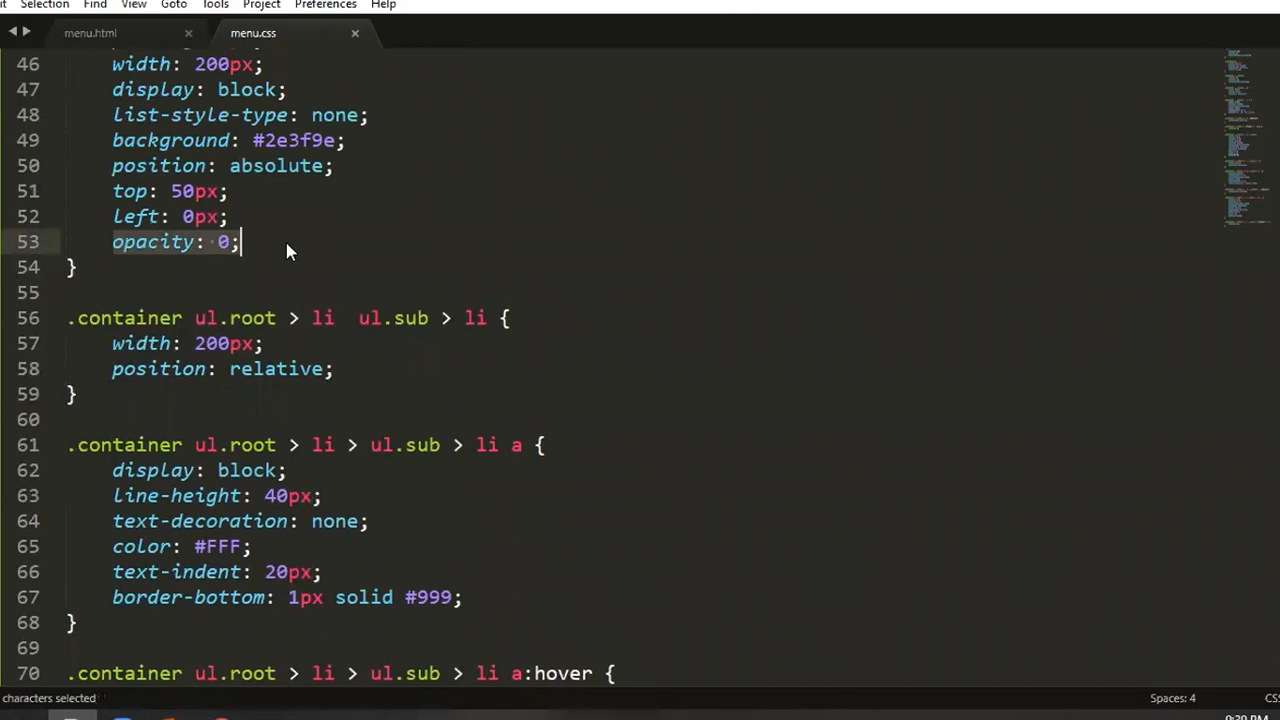 Selection Find View Goto Tools Project Preferences Help
menu.html × menu.css ×
46 width: 200px;
47 display: block;
48 list-style-type: none;
49 background: #2e3f9e;
50 position: absolute;
51 top: 50px;
52 left: 0px;
53 opacity: 0;
54 }
55
56 .container ul.root > li  ul.sub > li {
57 width: 200px;
58 position: relative;
59 }
60
61 .container ul.root > li > ul.sub > li a {
62 display: block;
63 line-height: 40px;
64 text-decoration: none;
65 color: #FFF;
66 text-indent: 20px;
67 border-bottom: 1px solid #999;
68 }
69
70 .container ul.root > li > ul.sub > li a:hover {
characters selected Spaces: 4